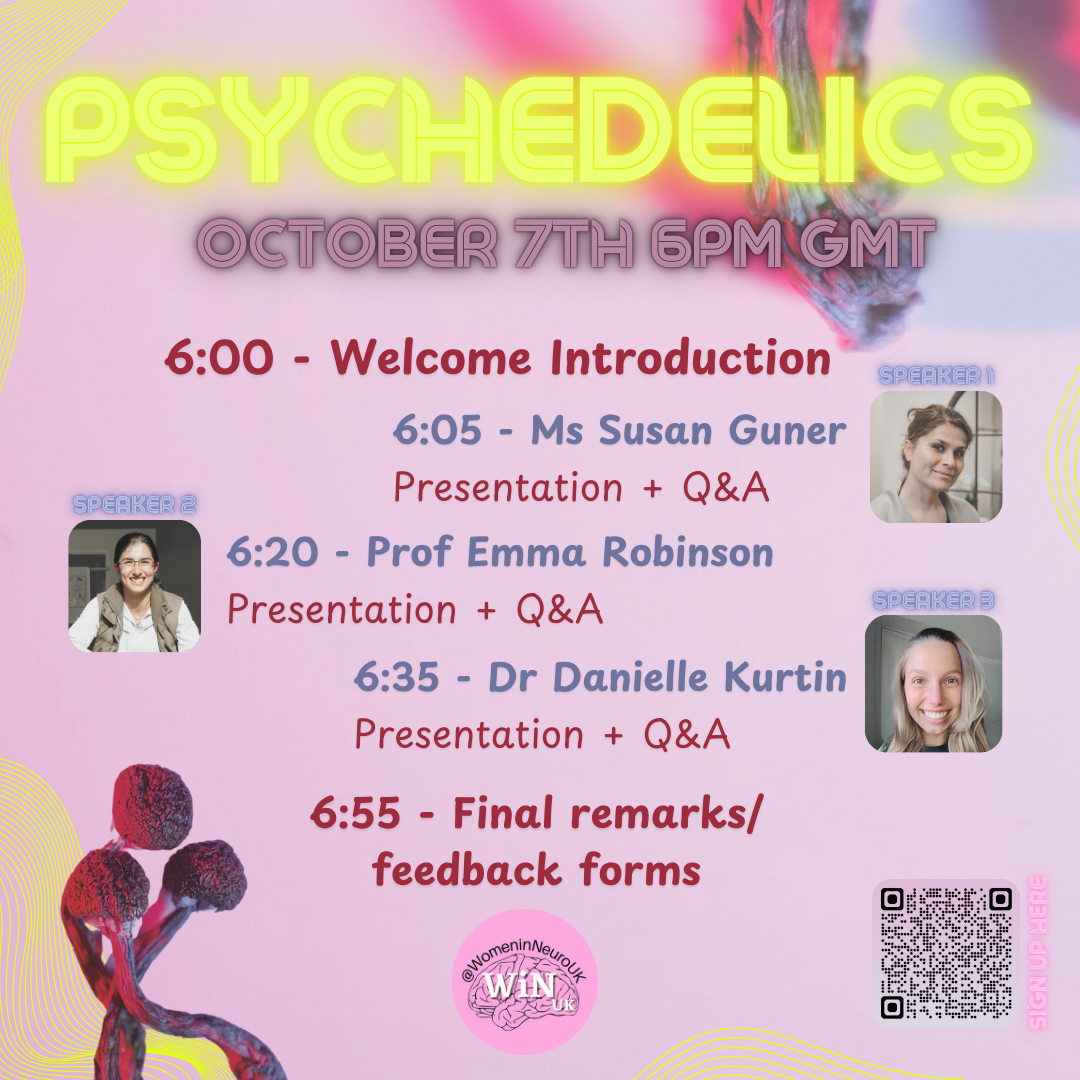 PSYCHEDELICS
OCTOBER 7TH 6PM GMT
6:00 - Welcome Introduction
SPEAKER 1
6:05 - Ms Susan Guner
Presentation + Q&A
SPEAKER 2
6:20 - Prof Emma Robinson
Presentation + Q&A
SPEAKER 3
6:35 - Dr Danielle Kurtin
Presentation + Q&A
6:55 - Final remarks/
feedback forms
@WomeninNeuroUK
WiN
UK
SIGN UP HERE